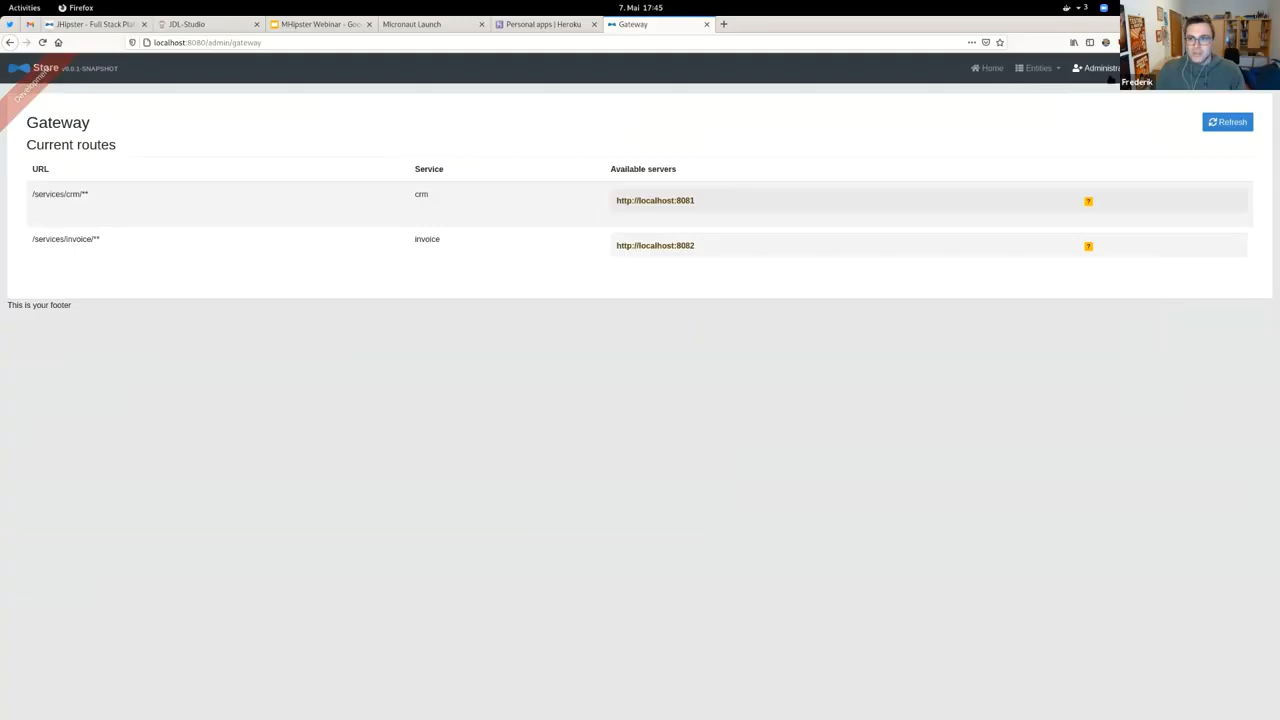 Activities Firefox 7. Mai 17:45 3
JHipster - Full Stack Pla JDL-Studio MHipster Webinar - Goo Micronaut Launch Personal apps | Heroku Gateway
localhost:8080/admin/gateway
Store v0.0.1-SNAPSHOT Home Entities Administra
Development
Frederik
Gateway
Refresh
Current routes
URL Service Available servers
/services/crm/** crm http://localhost:8081 ?
/services/invoice/** invoice http://localhost:8082 ?
This is your footer